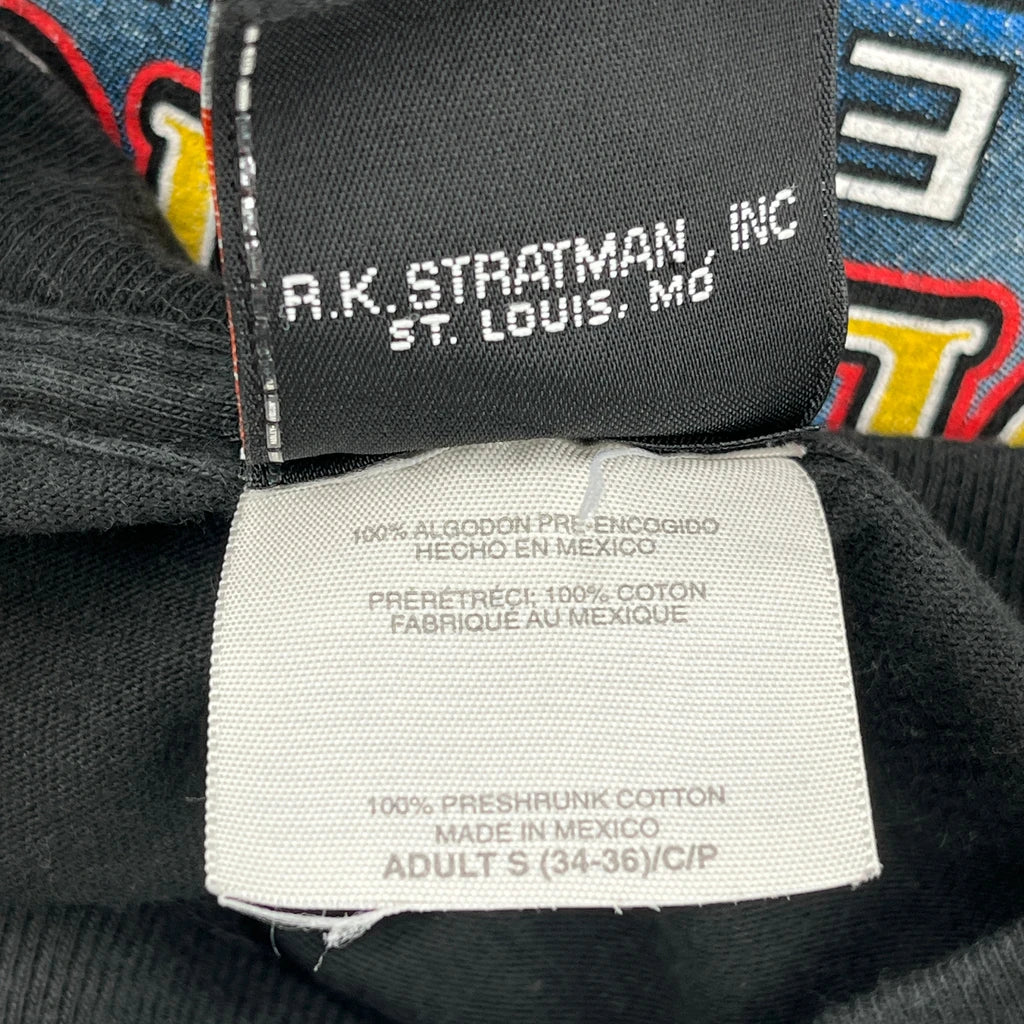 E
R.K. STRATMAN, INC
ST. LOUIS, MO
100% ALGODON PRE-ENCOGIDO
HECHO EN MEXICO
PRÉRÉTRÉCI; 100% COTON
FABRIQUÉ AU MEXIQUE
100% PRESHRUNK COTTON
MADE IN MEXICO
ADULT S (34-36)/C/P